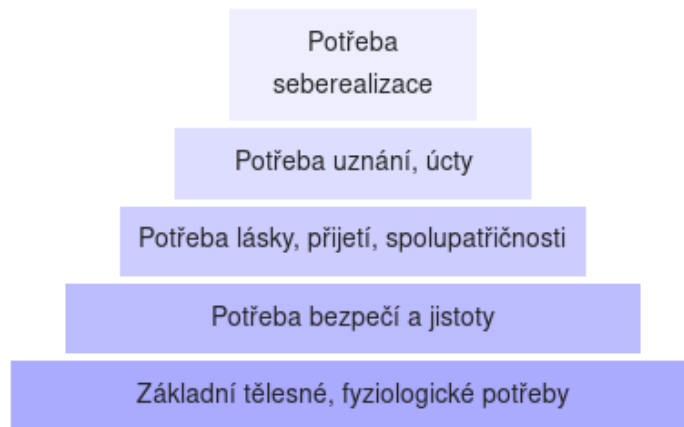 Potřeba
seberealizace
Potřeba uznání, úcty
Potřeba lásky, přijetí, spolupatřičnosti
Potřeba bezpečí a jistoty
Základní tělesné, fyziologické potřeby